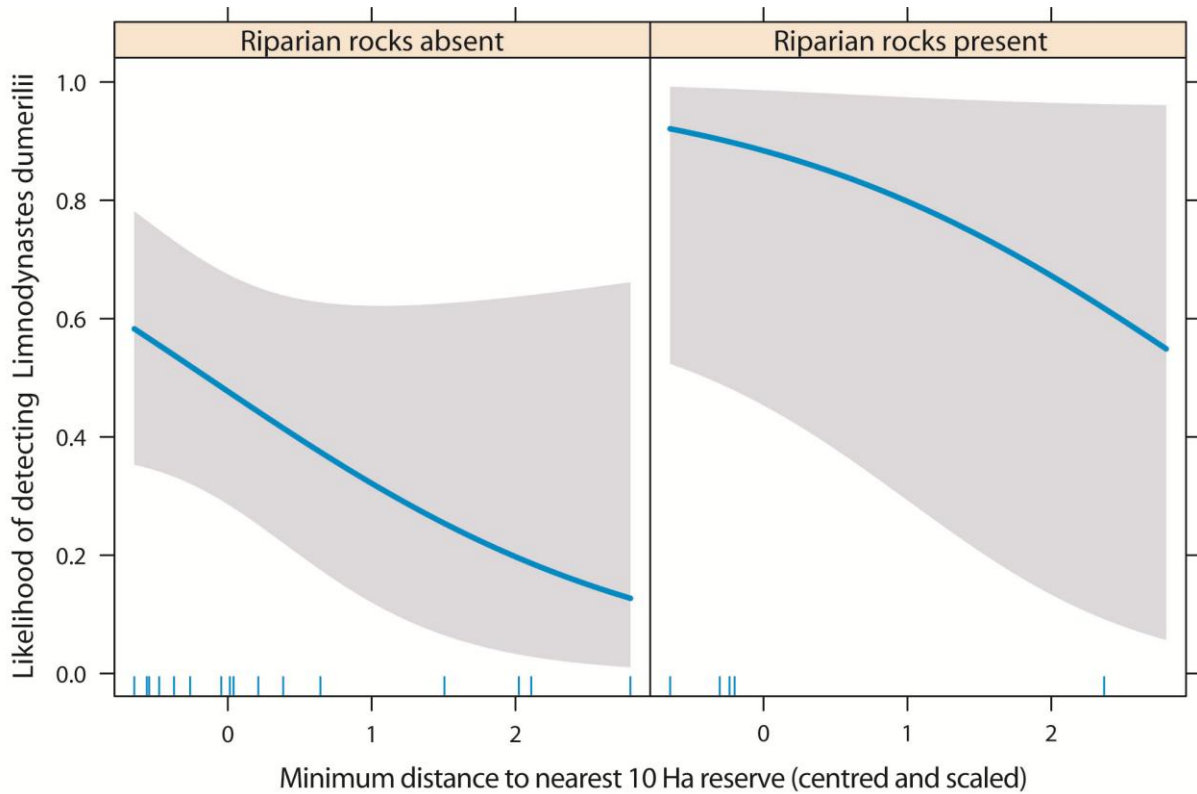 Riparian rocks absent
Riparian rocks present
Likelihood of detecting Limnodynastes dumerilii
1.0
0.8
0.6
0.4
0.2
0.0
0 1 2
0 1 2
Minimum distance to nearest 10 Ha reserve (centred and scaled)